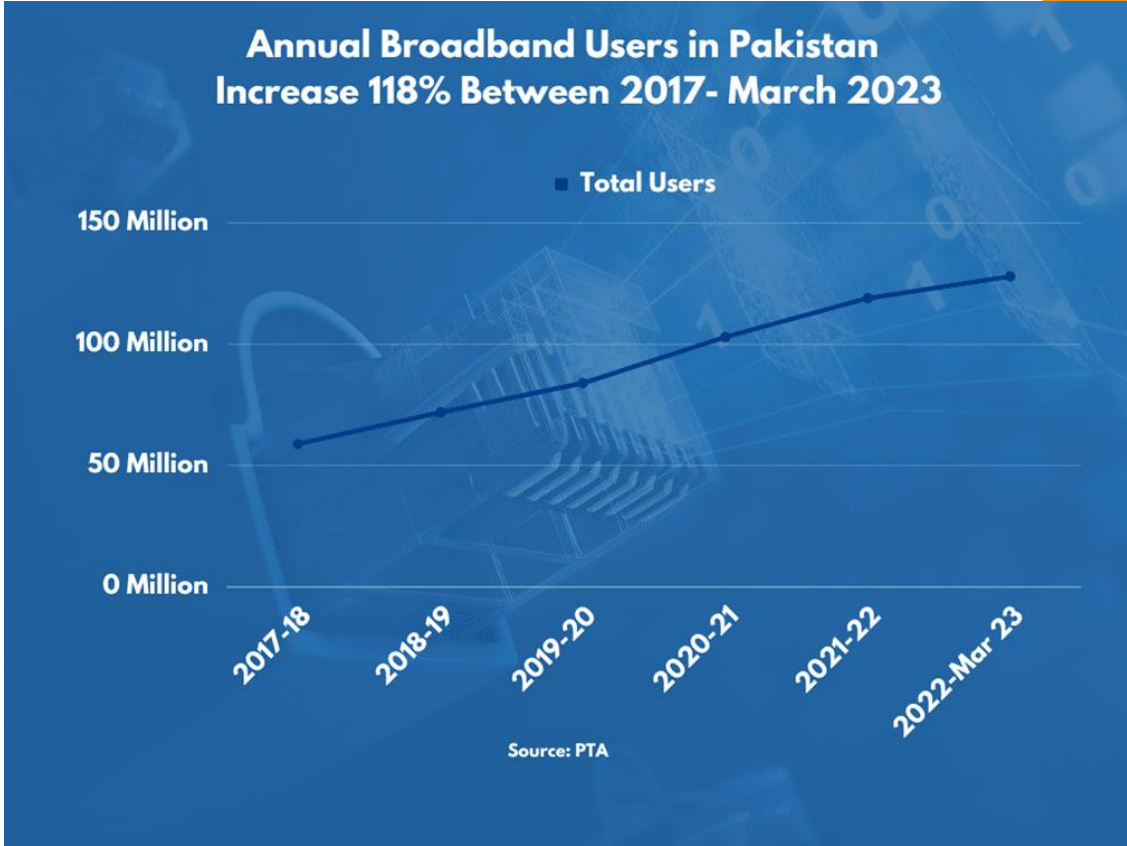 Annual Broadband Users in Pakistan
Increase 118% Between 2017- March 2023
Total Users
150 Million
100 Million
50 Million
0 Million
2017-18
2018-19
2019-20
2020-21
2021-22
2022-Mar 23
Source: PTA